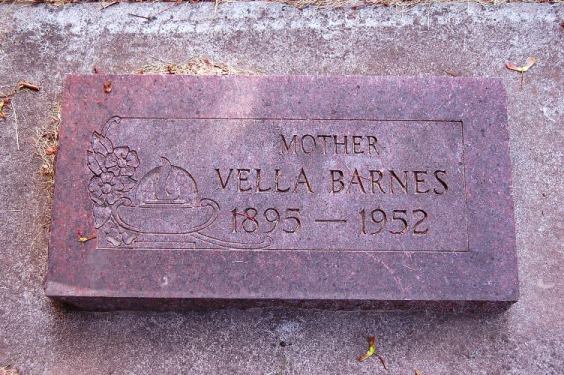 MOTHER
VELLA BARNES
1895 — 1952